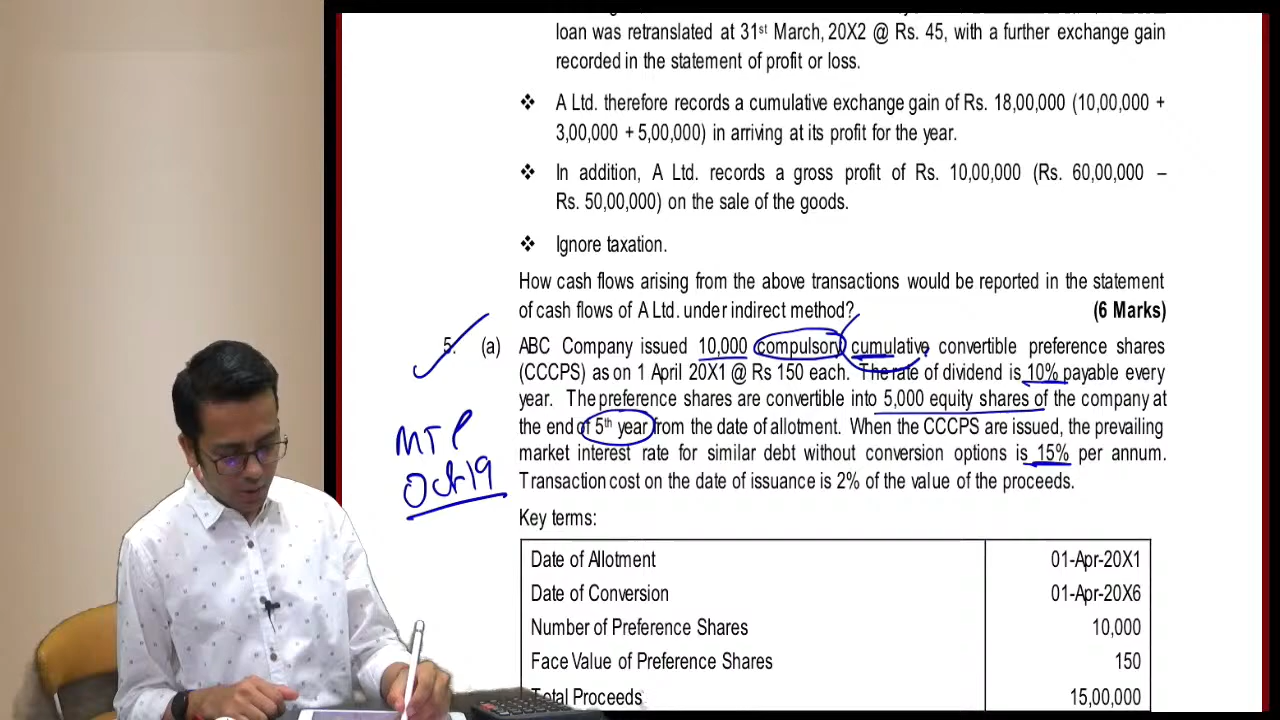 loan was retranslated at 31st March, 20X2 @ Rs. 45, with a further exchange gain
recorded in the statement of profit or loss.
❖ A Ltd. therefore records a cumulative exchange gain of Rs. 18,00,000 (10,00,000 +
3,00,000 + 5,00,000) in arriving at its profit for the year.
❖ In addition, A Ltd. records a gross profit of Rs. 10,00,000 (Rs. 60,00,000 –
Rs. 50,00,000) on the sale of the goods.
❖ Ignore taxation.
How cash flows arising from the above transactions would be reported in the statement
of cash flows of A Ltd. under indirect method? (6 Marks)
5. (a) ABC Company issued 10,000 compulsory cumulative convertible preference shares
(CCCPS) as on 1 April 20X1 @ Rs 150 each. The rate of dividend is 10% payable every
year. The preference shares are convertible into 5,000 equity shares of the company at
the end of 5th year from the date of allotment. When the CCCPS are issued, the prevailing
market interest rate for similar debt without conversion options is 15% per annum.
Transaction cost on the date of issuance is 2% of the value of the proceeds.
MTP
Oct 19
Key terms:
Date of Allotment 01-Apr-20X1
Date of Conversion 01-Apr-20X6
Number of Preference Shares 10,000
Face Value of Preference Shares 150
Total Proceeds 15,00,000